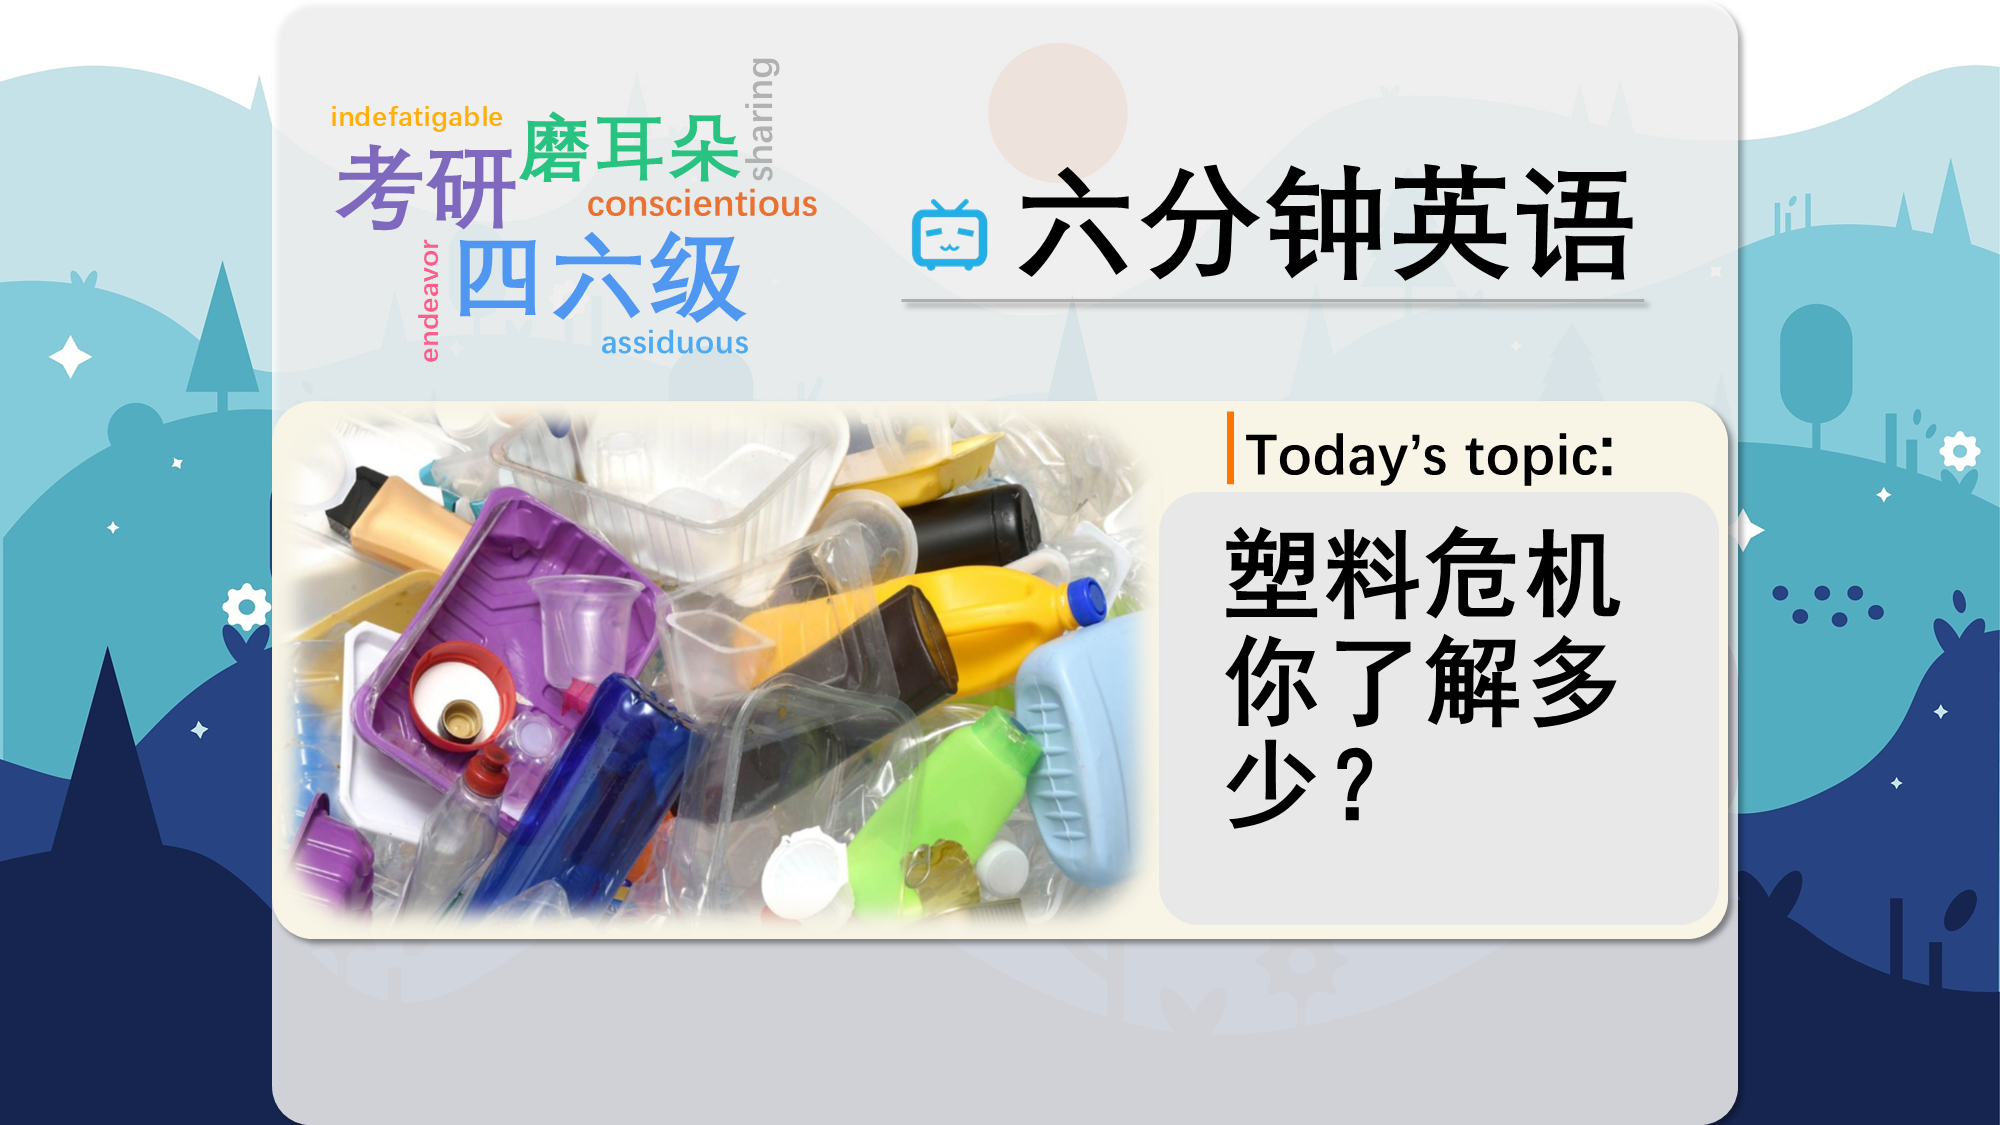 indefatigable
考研
磨耳朵
sharing
conscientious
endeavor
四六级
assiduous
六分钟英语
Today’s topic:
塑料危机
你了解多
少？